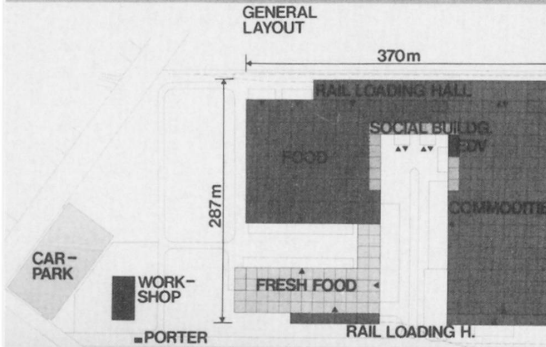 GENERAL
LAYOUT
370m
RAIL LOADING HALL
SOCIAL BUILDG.
EDV
FOOD
COMMODITIE
287m
CAR-
PARK
WORK-
SHOP
FRESH FOOD
PORTER
RAIL LOADING H.